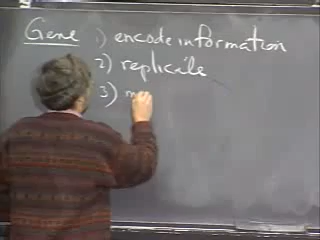 Gene 1) encode information
2) replicate
3) m